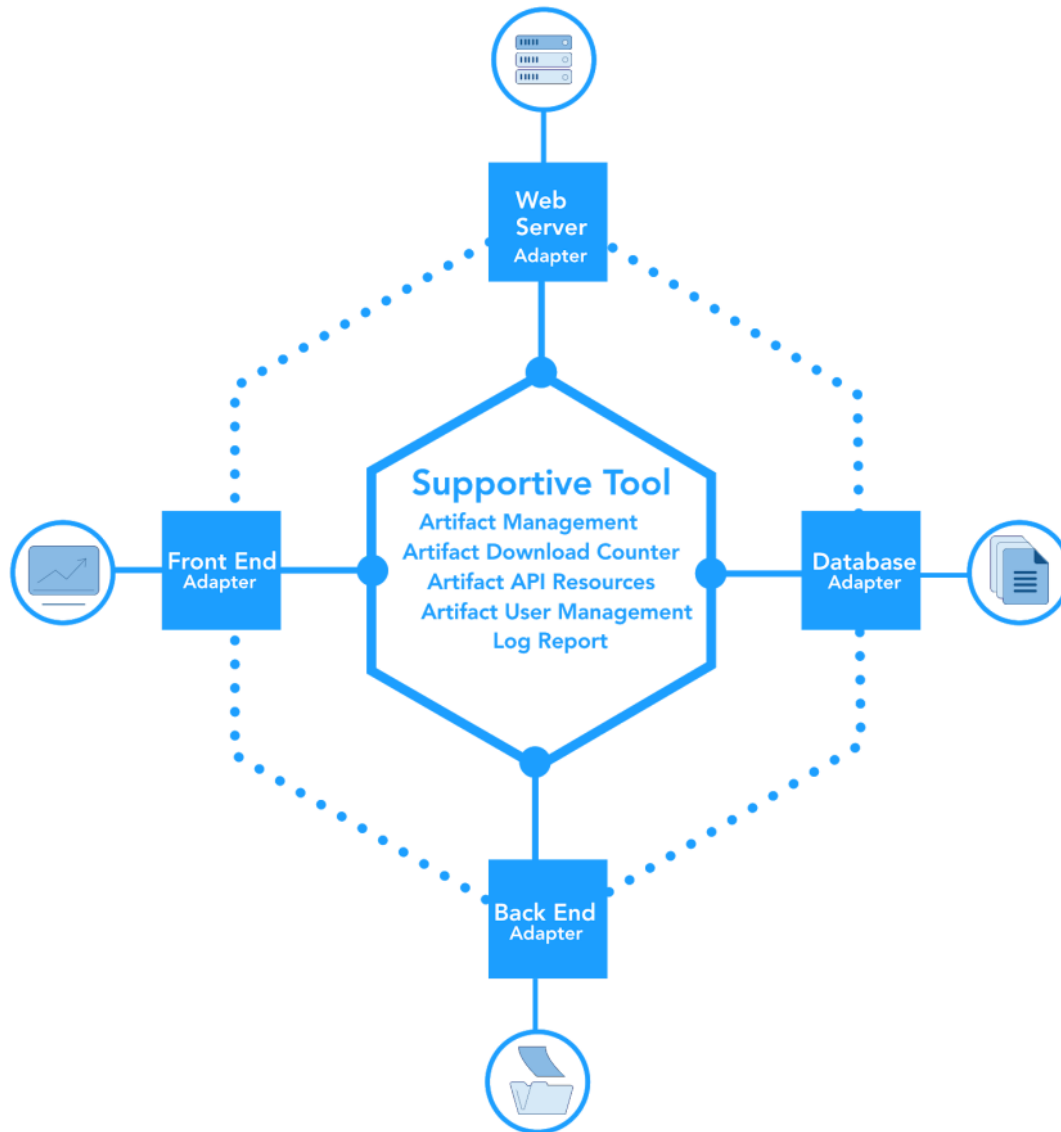 Web
Server
Adapter
Supportive Tool
Artifact Management
Artifact Download Counter
Artifact API Resources
Artifact User Management
Log Report
Front End
Adapter
Database
Adapter
Back End
Adapter